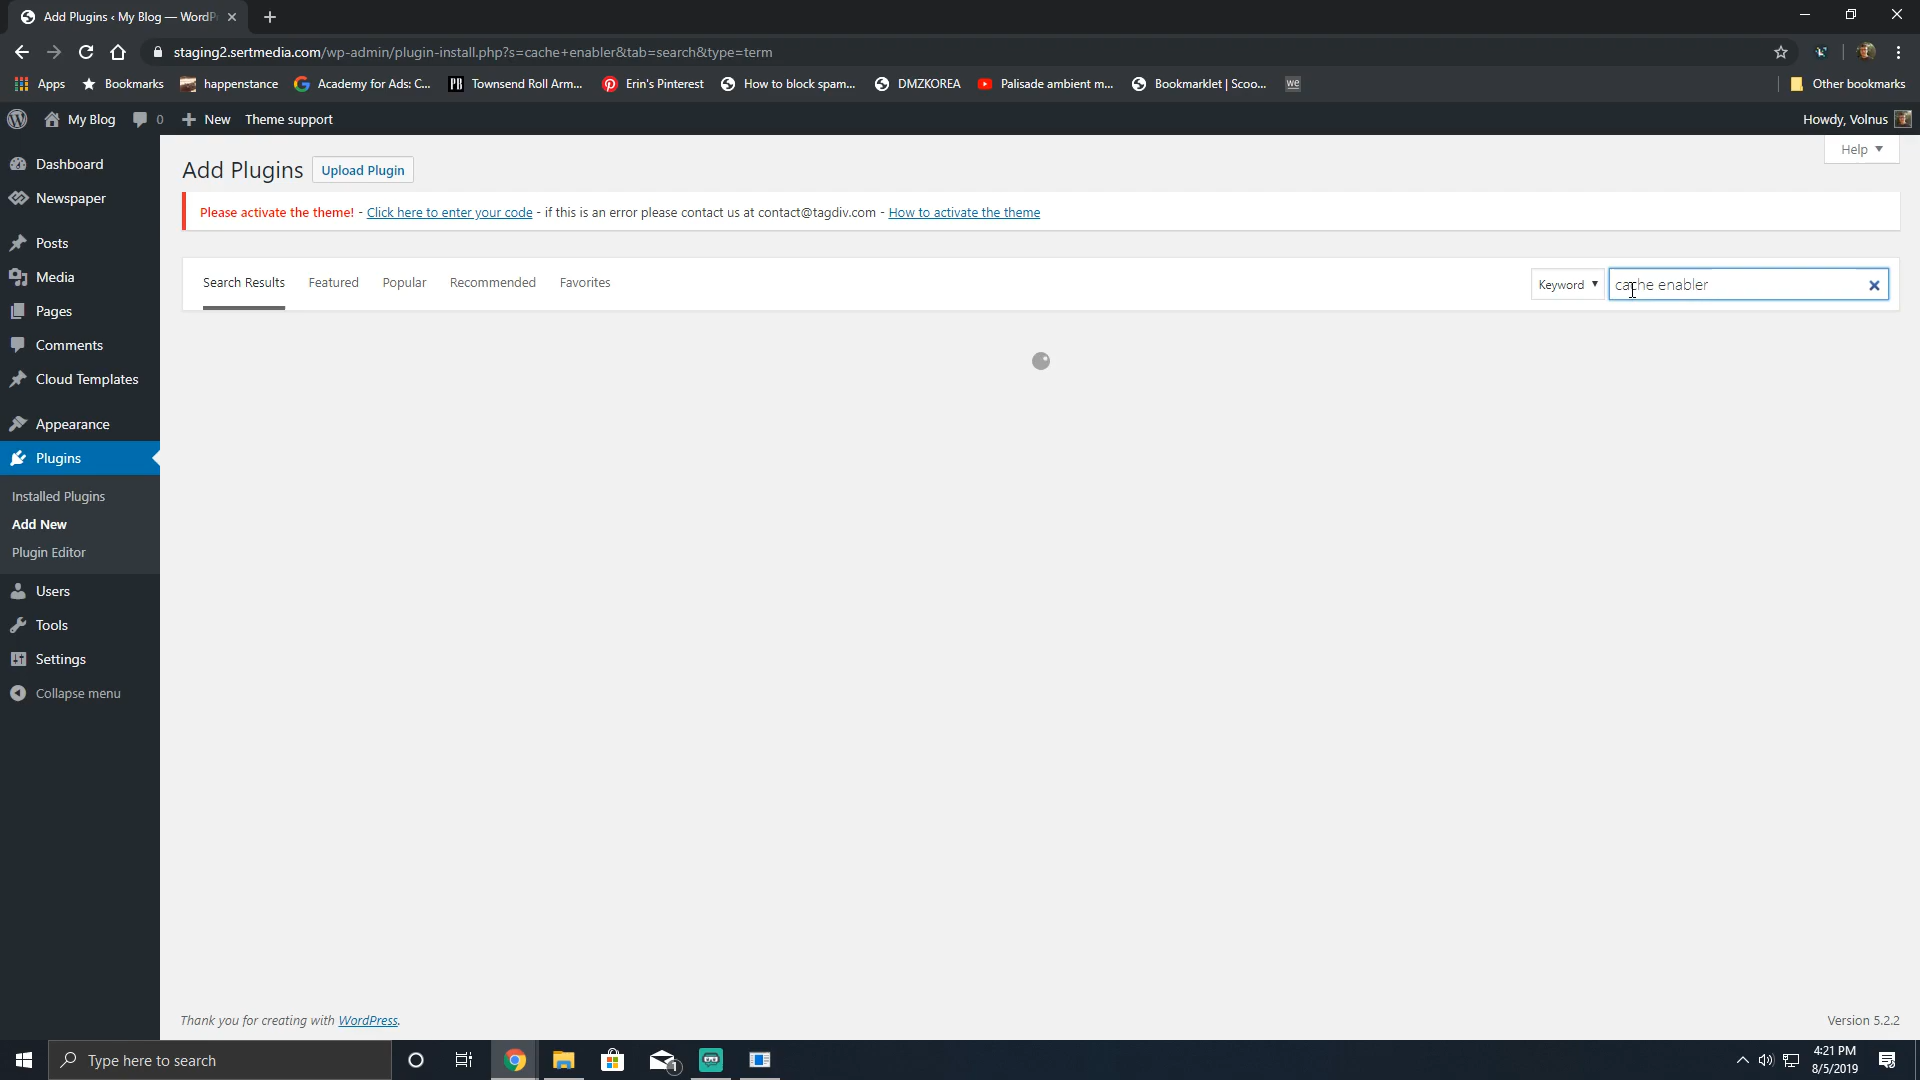 Add Plugins ‹ My Blog — WordP
staging2.sertmedia.com/wp-admin/plugin-install.php?s=cache+enabler&tab=search&type=term
Apps Bookmarks happenstance Academy for Ads: C... Townsend Roll Arm... Erin's Pinterest How to block spam... DMZKOREA Palisade ambient m... Bookmarklet | Scoo... we Other bookmarks
My Blog 0 New Theme support Howdy, Volnus
Help
Dashboard
Newspaper
Posts
Media
Pages
Comments
Cloud Templates
Appearance
Plugins
Installed Plugins
Add New
Plugin Editor
Users
Tools
Settings
Collapse menu
Add Plugins Upload Plugin
Please activate the theme! - Click here to enter your code - if this is an error please contact us at contact@tagdiv.com - How to activate the theme
Search Results Featured Popular Recommended Favorites Keyword cache enabler
Thank you for creating with WordPress. Version 5.2.2
Type here to search
1
4:21 PM
8/5/2019